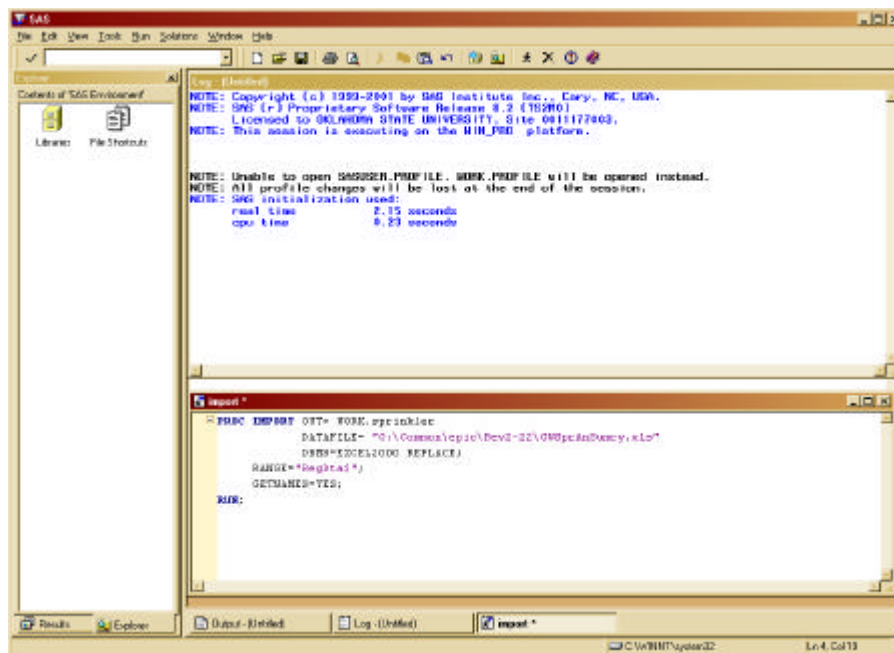 SAS
File Edit View Tools Run Solutions Window Help
Explorer
Contents of 'SAS Environment'
Libraries File Shortcuts
Log - (Untitled)
NOTE: Copyright (c) 1999-2001 by SAS Institute Inc., Cary, NC, USA.
NOTE: SAS (r) Proprietary Software Release 8.2 (TS2M0)
Licensed to OKLAHOMA STATE UNIVERSITY, Site 0011177003.
NOTE: This session is executing on the WIN_PRO platform.
NOTE: Unable to open SASUSER.PROFILE. WORK.PROFILE will be opened instead.
NOTE: All profile changes will be lost at the end of the session.
NOTE: SAS initialization used:
real time 2.15 seconds
cpu time 0.29 seconds
import *
PROC IMPORT OUT= WORK.sprinkler
DATAFILE=
DBMS=EXCEL2000 REPLACE;
GETNAMES=YES;
RUN;
Results Explorer
Output - (Untitled) Log - (Untitled) import *
C:\WINNT\system32 Ln 4, Col 13